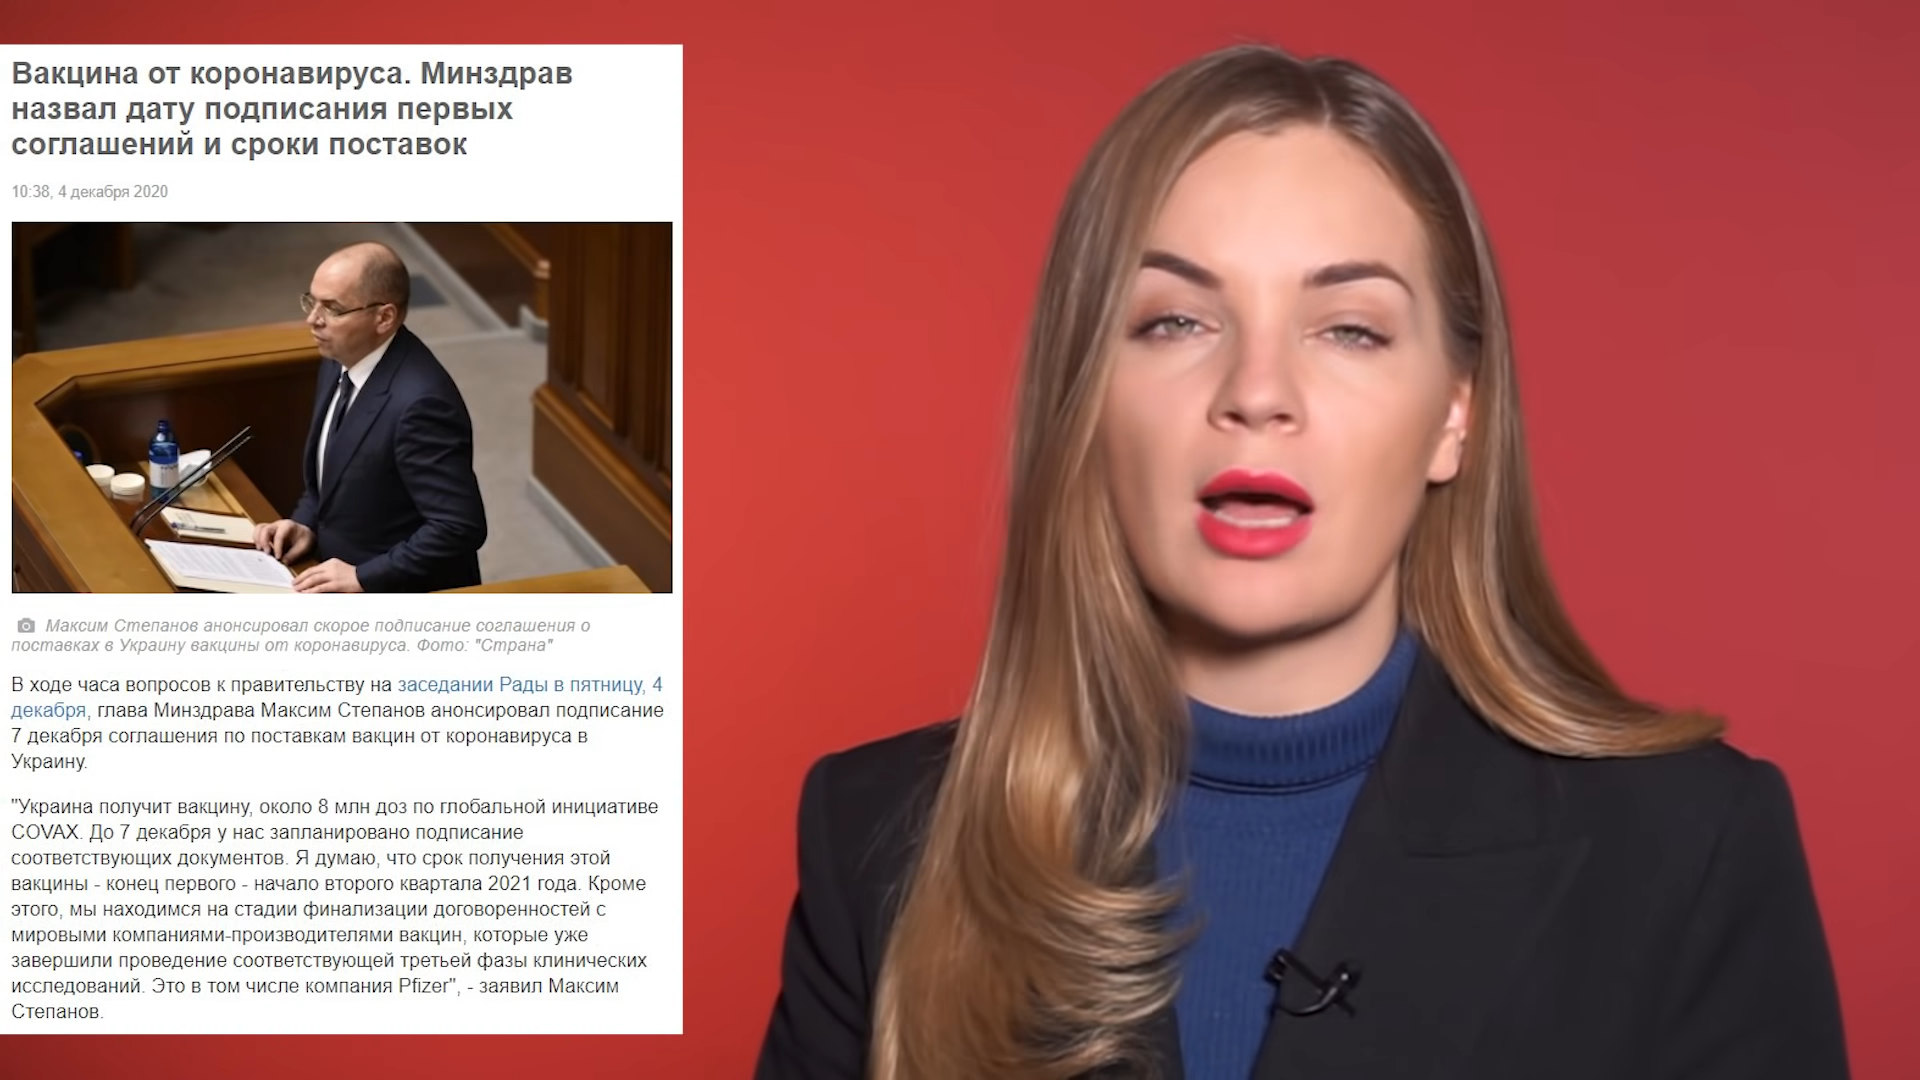 Вакцина от коронавируса. Минздрав
назвал дату подписания первых
соглашений и сроки поставок
10:38, 4 декабря 2020
Максим Степанов анонсировал скорое подписание соглашения о
поставках в Украину вакцины от коронавируса. Фото: "Страна"
В ходе часа вопросов к правительству на заседании Рады в пятницу, 4
декабря, глава Минздрава Максим Степанов анонсировал подписание
7 декабря соглашения по поставкам вакцин от коронавируса в
Украину.
"Украина получит вакцину, около 8 млн доз по глобальной инициативе
COVAX. До 7 декабря у нас запланировано подписание
соответствующих документов. Я думаю, что срок получения этой
вакцины - конец первого - начало второго квартала 2021 года. Кроме
этого, мы находимся на стадии финализации договоренностей с
мировыми компаниями-производителями вакцин, которые уже
завершили проведение соответствующей третьей фазы клинических
исследований. Это в том числе компания Pfizer", - заявил Максим
Степанов.